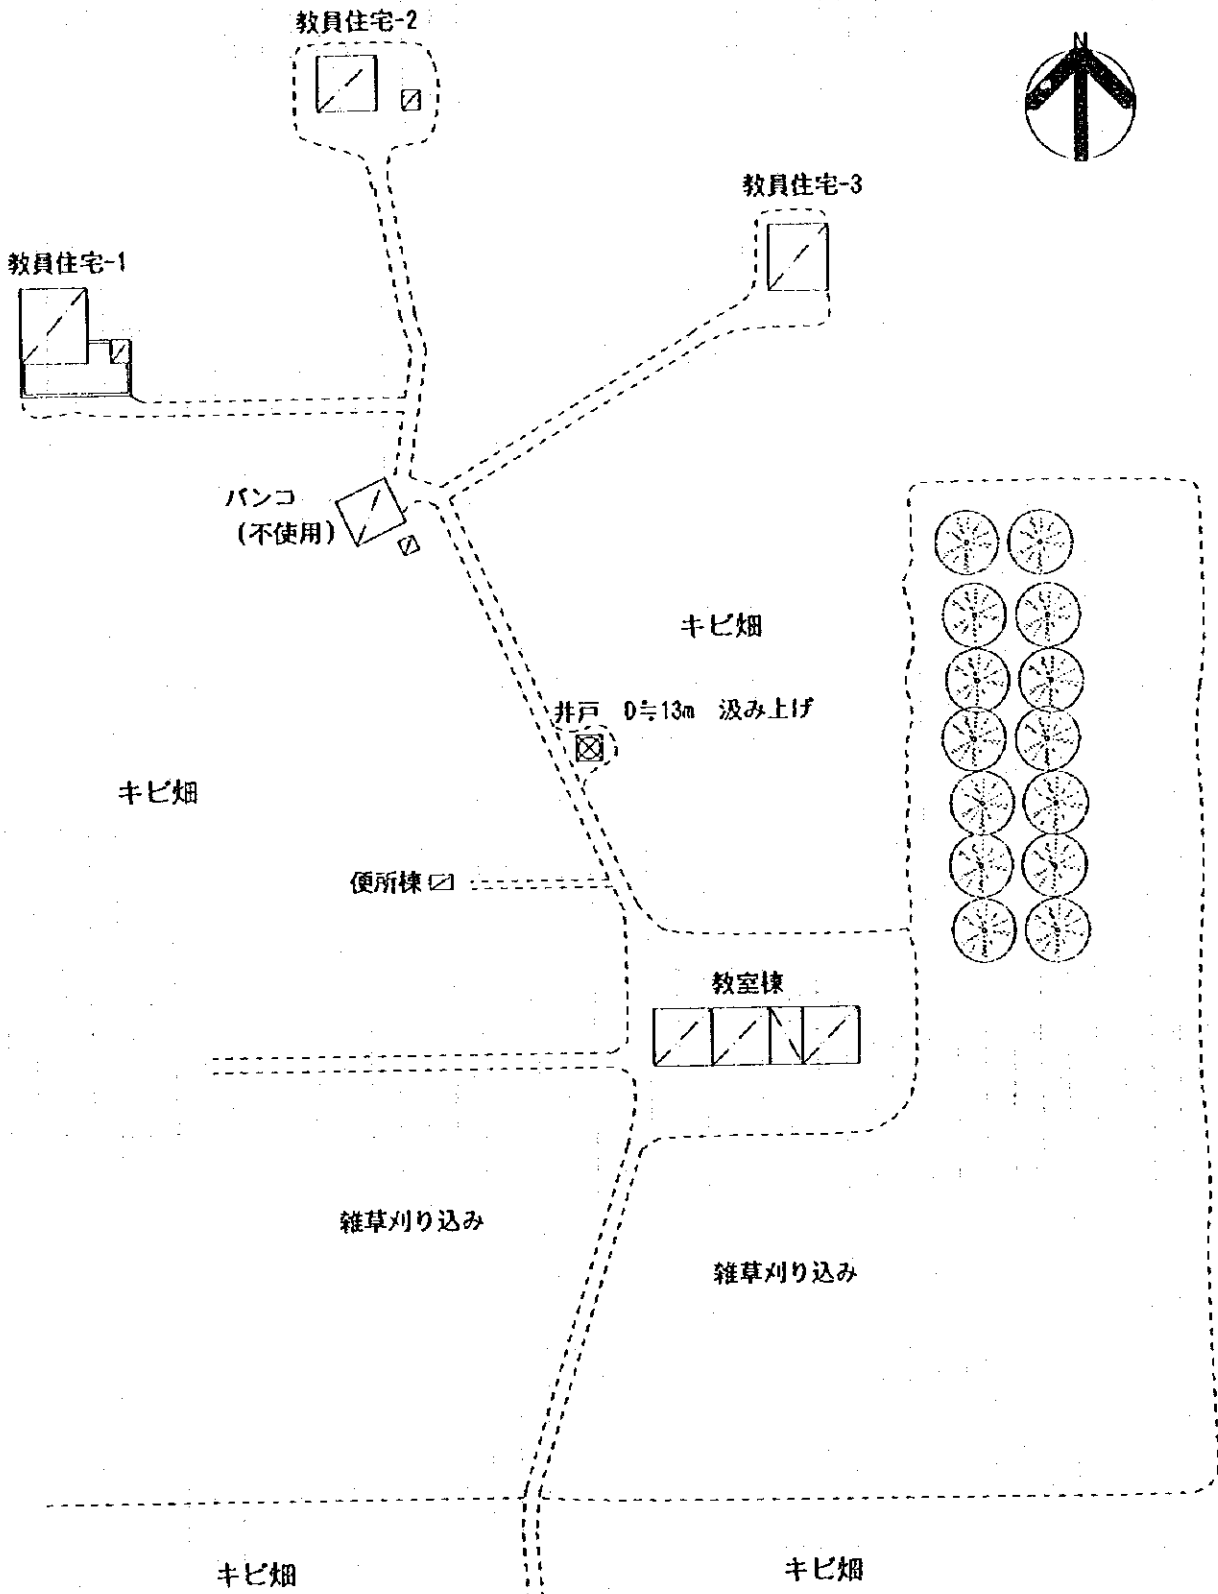 教員住宅-2
N
教員住宅-3
教員住宅-1
バンコ
(不使用)
キビ畑
井戸 D≒13m 汲み上げ
キビ畑
便所棟
教室棟
雑草刈り込み
雑草刈り込み
キビ畑
キビ畑